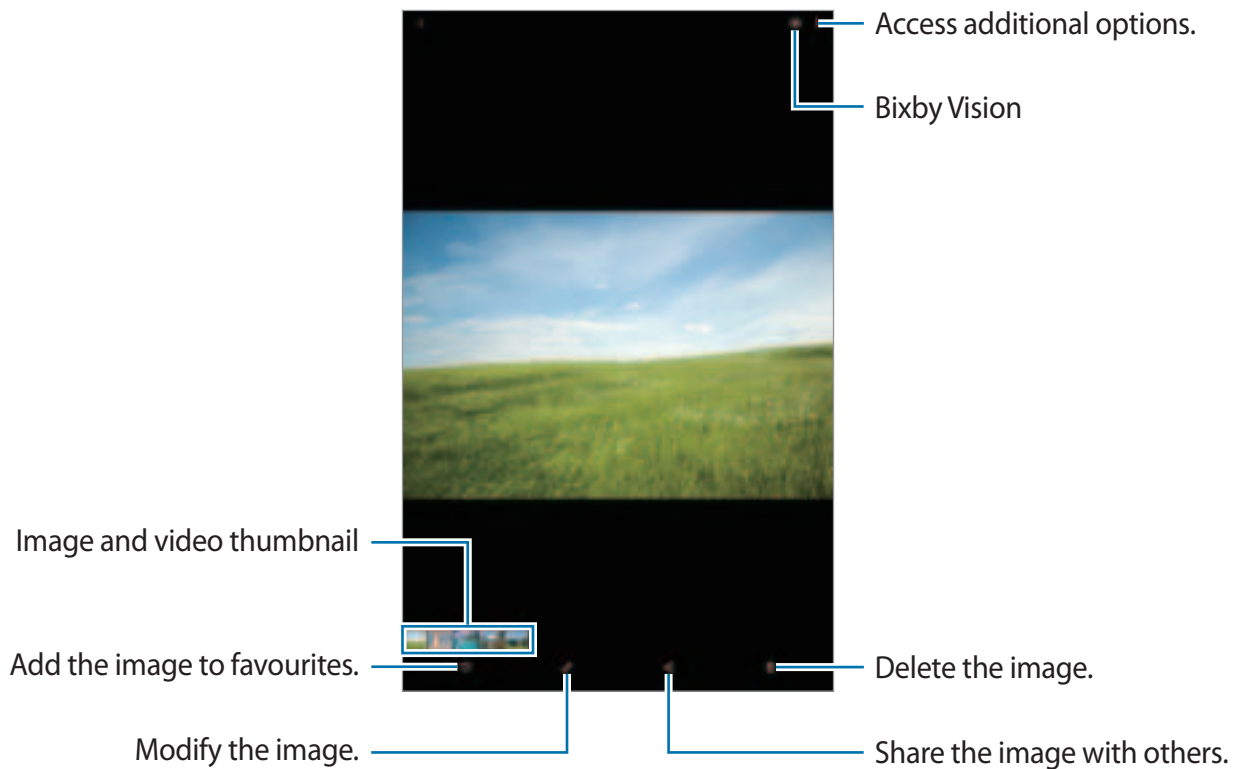 Access additional options.
Bixby Vision
Image and video thumbnail
Add the image to favourites.
Delete the image.
Modify the image.
Share the image with others.